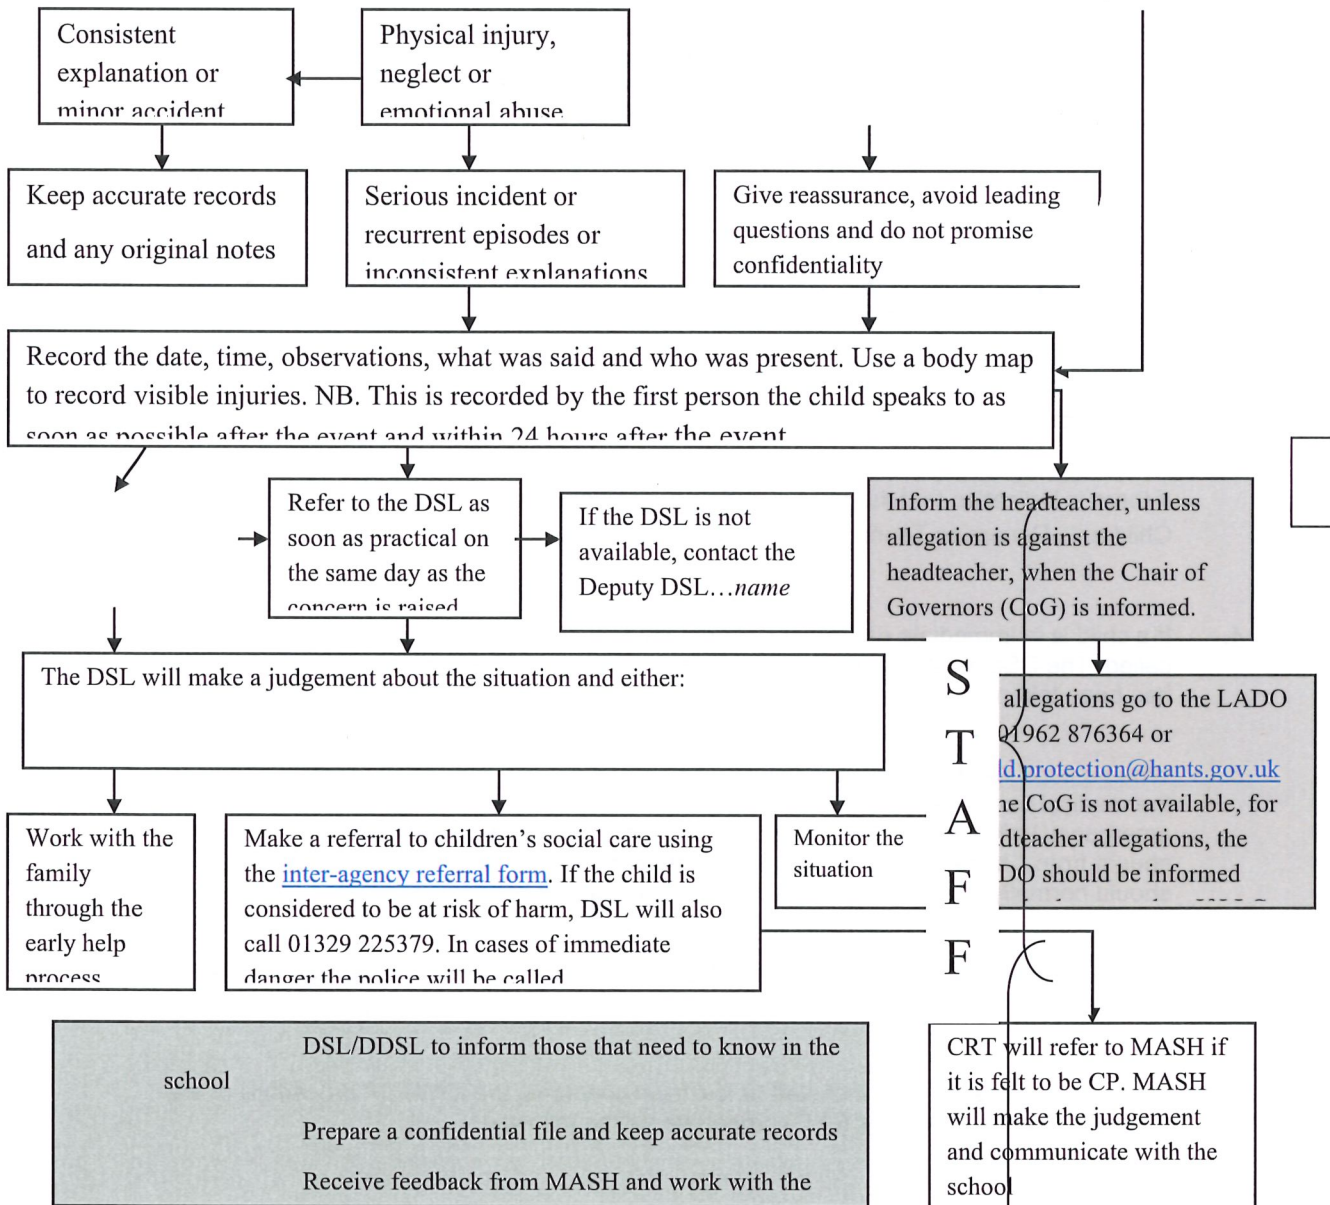 Consistent
explanation or
minor accident
Physical injury,
neglect or
emotional abuse
Keep accurate records
and any original notes
Serious incident or
recurrent episodes or
inconsistent explanations
Give reassurance, avoid leading
questions and do not promise
confidentiality
Record the date, time, observations, what was said and who was present. Use a body map
to record visible injuries. NB. This is recorded by the first person the child speaks to as
soon as possible after the event and within 24 hours after the event
Refer to the DSL as
soon as practical on
the same day as the
concern is raised
If the DSL is not
available, contact the
Deputy DSL…name
Inform the headteacher, unless
allegation is against the
headteacher, when the Chair of
Governors (CoG) is informed.
The DSL will make a judgement about the situation and either:
S
T
A
F
F
allegations go to the LADO
01962 876364 or
ld.protection@hants.gov.uk
he CoG is not available, for
dteacher allegations, the
DO should be informed
Work with the
family
through the
early help
process
Make a referral to children's social care using
the inter-agency referral form. If the child is
considered to be at risk of harm, DSL will also
call 01329 225379. In cases of immediate
danger the police will be called
Monitor the
situation
DSL/DDSL to inform those that need to know in the
school
Prepare a confidential file and keep accurate records
Receive feedback from MASH and work with the
CRT will refer to MASH if
it is felt to be CP. MASH
will make the judgement
and communicate with the
school